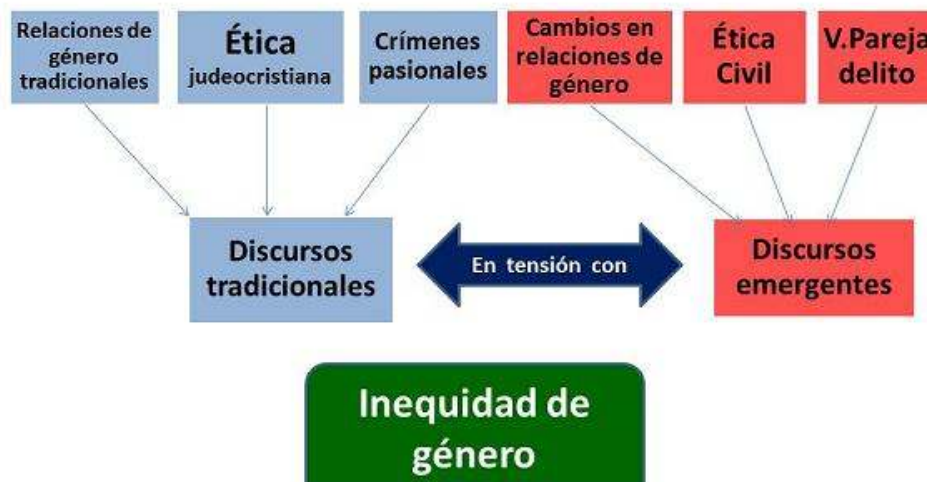 Relaciones de
género
tradicionales
Ética
judeocristiana
Crímenes
pasionales
Cambios en
relaciones de
género
Ética
Civil
V.Pareja
delito
Discursos
tradicionales
En tensión con
Discursos
emergentes
Inequidad de
género